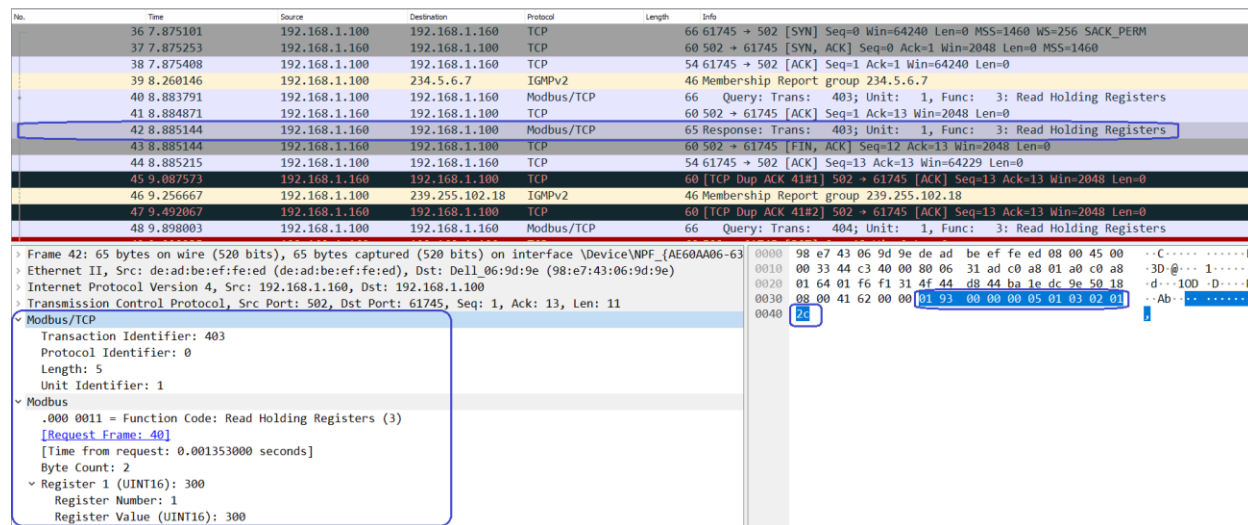 No. Time Source Destination Protocol Length Info
36 7.875101 192.168.1.100 192.168.1.160 TCP 66 61745 → 502 [SYN] Seq=0 Win=64240 Len=0 MSS=1460 WS=256 SACK_PERM
37 7.875253 192.168.1.160 192.168.1.100 TCP 60 502 → 61745 [SYN, ACK] Seq=0 Ack=1 Win=2048 Len=0 MSS=1460
38 7.875408 192.168.1.100 192.168.1.160 TCP 54 61745 → 502 [ACK] Seq=1 Ack=1 Win=64240 Len=0
39 8.260146 192.168.1.100 234.5.6.7 IGMPv2 46 Membership Report group 234.5.6.7
40 8.883791 192.168.1.100 192.168.1.160 Modbus/TCP 66 Query: Trans: 403; Unit: 1, Func: 3: Read Holding Registers
41 8.884871 192.168.1.160 192.168.1.100 TCP 60 502 → 61745 [ACK] Seq=1 Ack=13 Win=2048 Len=0
42 8.885144 192.168.1.160 192.168.1.100 Modbus/TCP 65 Response: Trans: 403; Unit: 1, Func: 3: Read Holding Registers
43 8.885144 192.168.1.160 192.168.1.100 TCP 60 502 → 61745 [FIN, ACK] Seq=12 Ack=13 Win=2048 Len=0
44 8.885215 192.168.1.100 192.168.1.160 TCP 54 61745 → 502 [ACK] Seq=13 Ack=13 Win=64229 Len=0
45 9.087573 192.168.1.160 192.168.1.100 TCP 60 [TCP Dup ACK 41#1] 502 → 61745 [ACK] Seq=13 Ack=13 Win=2048 Len=0
46 9.256667 192.168.1.100 239.255.102.18 IGMPv2 46 Membership Report group 239.255.102.18
47 9.492067 192.168.1.160 192.168.1.100 TCP 60 [TCP Dup ACK 41#2] 502 → 61745 [ACK] Seq=13 Ack=13 Win=2048 Len=0
48 9.898003 192.168.1.100 192.168.1.160 Modbus/TCP 66 Query: Trans: 404; Unit: 1, Func: 3: Read Holding Registers
Frame 42: 65 bytes on wire (520 bits), 65 bytes captured (520 bits) on interface \Device\NPF_{AE60AA06-63
Ethernet II, Src: de:ad:be:ef:fe:ed (de:ad:be:ef:fe:ed), Dst: Dell_06:9d:9e (98:e7:43:06:9d:9e)
Internet Protocol Version 4, Src: 192.168.1.160, Dst: 192.168.1.100
Transmission Control Protocol, Src Port: 502, Dst Port: 61745, Seq: 1, Ack: 13, Len: 11
Modbus/TCP
Transaction Identifier: 403
Protocol Identifier: 0
Length: 5
Unit Identifier: 1
Modbus
.000 0011 = Function Code: Read Holding Registers (3)
[Request Frame: 40]
[Time from request: 0.001353000 seconds]
Byte Count: 2
Register 1 (UINT16): 300
Register Number: 1
Register Value (UINT16): 300
0000 98 e7 43 06 9d 9e de ad be ef fe ed 08 00 45 00 ··C····· ······E
0010 00 33 44 c3 40 00 80 06 31 ad c0 a8 01 a0 c0 a8 ·3D·@··· 1·····
0020 01 64 01 f6 f1 31 4f 44 d8 44 ba 1e dc 9e 50 18 ·d···1OD ·D····
0030 08 00 41 62 00 00 01 93 00 00 00 05 01 03 02 01 ··Ab···· ·······
0040 2c ,